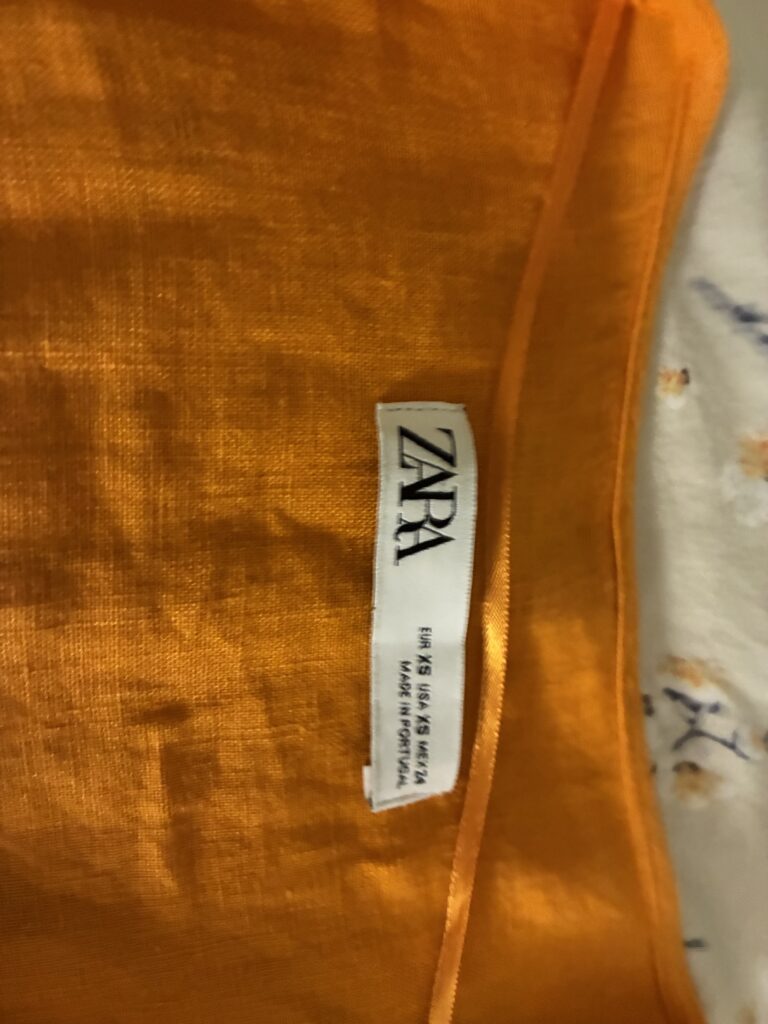 ZARA
EUR XS USA XS MEX 24
MADE IN PORTUGAL